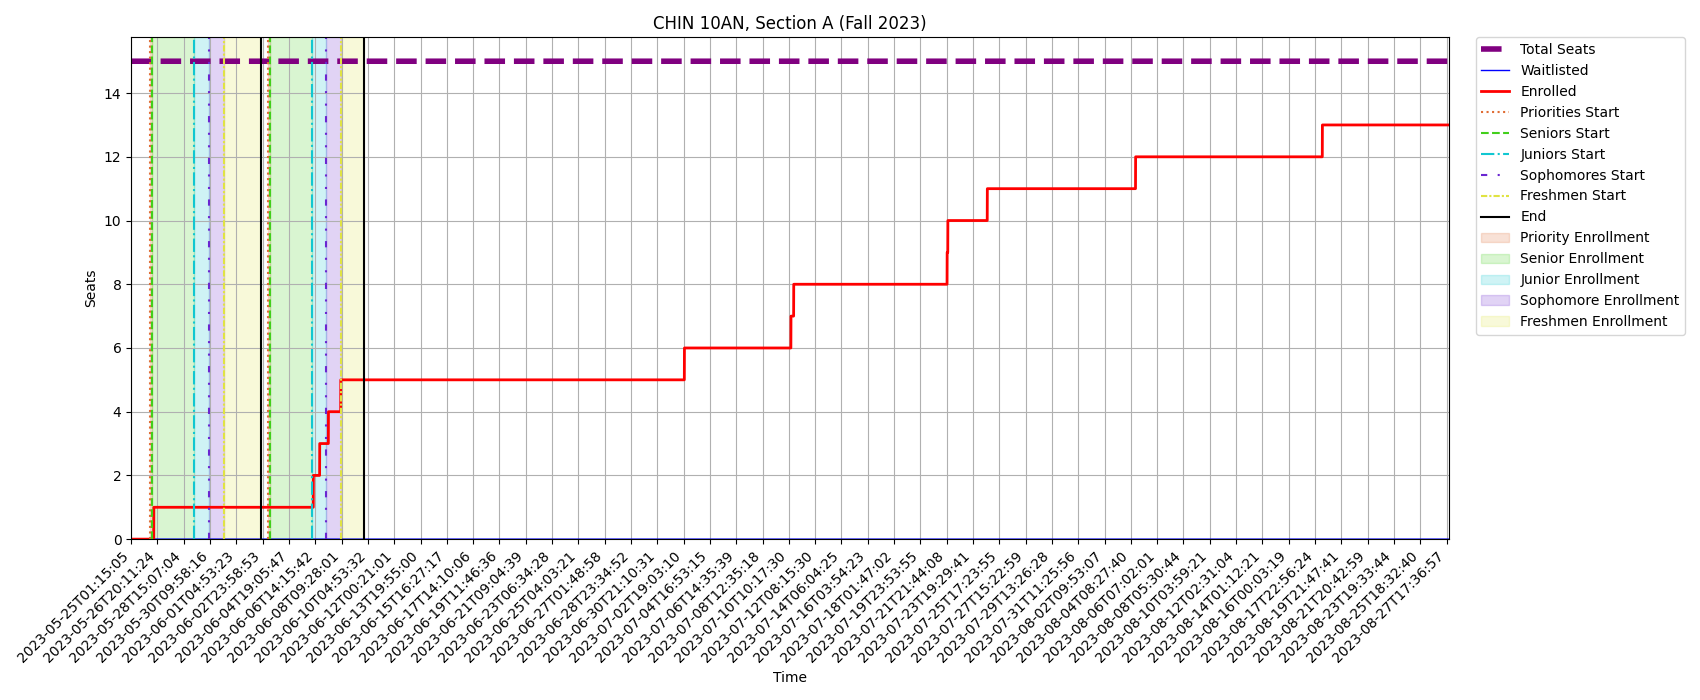 CHIN 10AN, Section A (Fall 2023)
Seats
14
12
10
8
6
4
2
0
2023-05-25T01:15:05
2023-05-26T20:11:24
2023-05-28T15:07:04
2023-05-30T09:58:16
2023-06-01T04:53:23
2023-06-02T23:58:53
2023-06-04T19:05:47
2023-06-06T14:15:42
2023-06-08T09:28:01
2023-06-10T04:53:32
2023-06-12T00:21:01
2023-06-13T19:55:00
2023-06-15T16:27:17
2023-06-17T14:10:06
2023-06-19T11:46:36
2023-06-21T09:04:39
2023-06-23T06:34:28
2023-06-25T04:03:21
2023-06-27T01:48:58
2023-06-28T23:34:52
2023-06-30T21:10:31
2023-07-02T19:03:10
2023-07-04T16:53:15
2023-07-06T14:35:39
2023-07-08T12:35:18
2023-07-10T10:17:30
2023-07-12T08:15:30
2023-07-14T06:04:25
2023-07-16T03:54:23
2023-07-18T01:47:02
2023-07-19T23:53:55
2023-07-21T21:44:08
2023-07-23T19:29:41
2023-07-25T17:23:55
2023-07-27T15:22:59
2023-07-29T13:26:28
2023-07-31T11:25:56
2023-08-02T09:53:07
2023-08-04T08:27:40
2023-08-06T07:02:01
2023-08-08T05:30:44
2023-08-10T03:59:21
2023-08-12T02:31:04
2023-08-14T01:12:21
2023-08-16T00:03:19
2023-08-17T22:56:24
2023-08-19T21:47:41
2023-08-21T20:42:59
2023-08-23T19:33:44
2023-08-25T18:32:40
2023-08-27T17:36:57
Time
Total Seats
Waitlisted
Enrolled
Priorities Start
Seniors Start
Juniors Start
Sophomores Start
Freshmen Start
End
Priority Enrollment
Senior Enrollment
Junior Enrollment
Sophomore Enrollment
Freshmen Enrollment